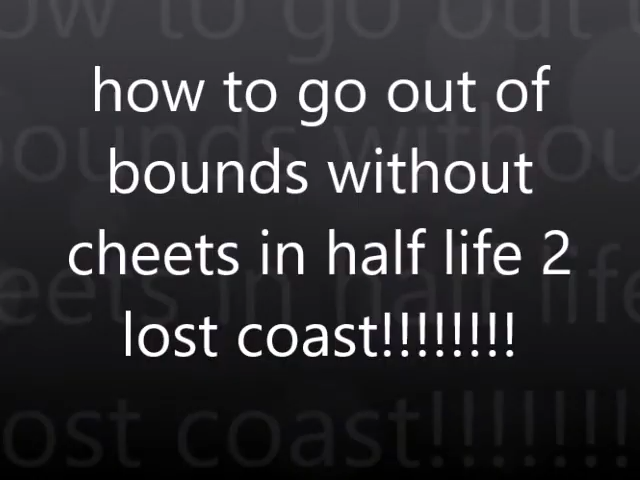 how to go out of
bounds without
cheets in half life 2
lost coast!!!!!!!!